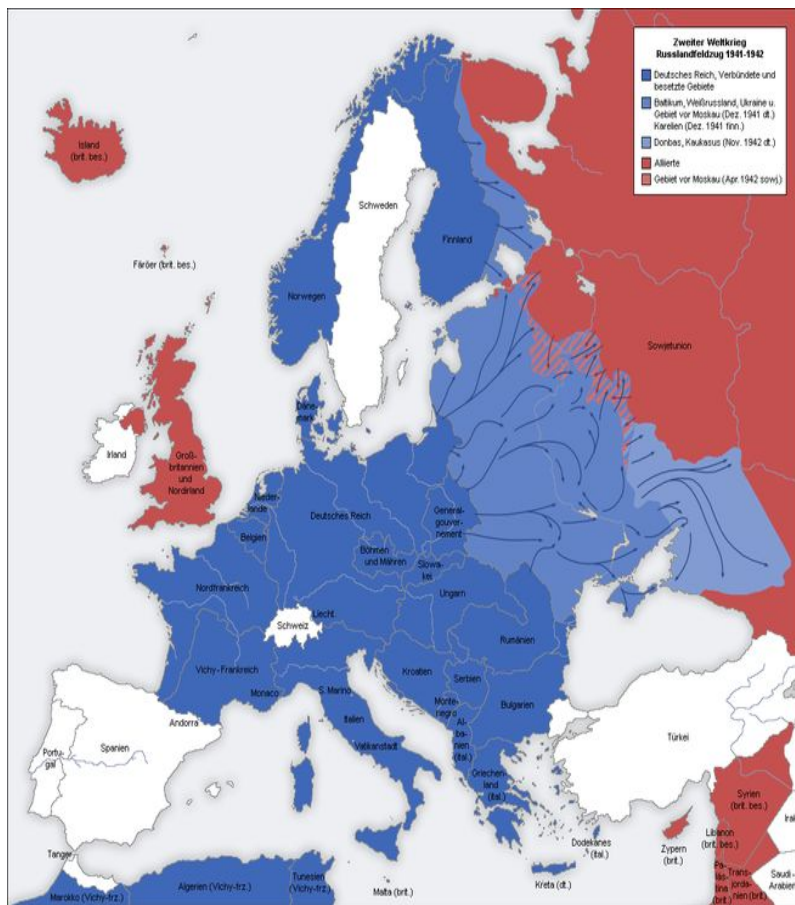 Zweiter Weltkrieg
Russlandfeldzug 1941-1942
Deutsches Reich, Verbündete und
besetzte Gebiete
Baltikum, Weißrussland, Ukraine u.
Gebiet vor Moskau (Dez. 1941 dt.)
Karelien (Dez. 1941 finn.)
Donbas, Kaukasus (Nov. 1942 dt.)
Alliierte
Gebiet vor Moskau (Apr. 1942 sowj.)
Island
(brit. bes.)
Schweden
Finnland
Färöer (brit. bes.)
Norwegen
Sowjetunion
Däne-
mark
Irland
Groß-
britannien
und
Nordirland
Nieder-
lande
Deutsches Reich
General-
gouver-
nement
Belgien
Böhmen
und Mähren
Slowa-
kei
Nordfrankreich
Ungarn
Liecht.
Schweiz
Rumänien
Vichy-Frankreich
Kroatien
Serbien
Monaco
S. Marino
Monte-
negro
Bulgarien
Andorra
Italien
Al-
ba-
nien
(ital.)
Portu-
gal
Spanien
Vatikanstadt
Türkei
Griechen-
land
(ital.)
Syrien
(brit. bes.)
Irak
Tanger
Dodekanes
(ital.)
Zypern
(brit.)
Libanon
(brit. bes.)
Marokko (Vichy-frz.)
Algerien (Vichy-frz.)
Tunesien
(Vichy-frz.)
Malta (brit.)
Kreta (dt.)
Pa-
läs-
tina
(brit.)
Trans-
jorda-
nien (brit.)
Saudi-
Arabien